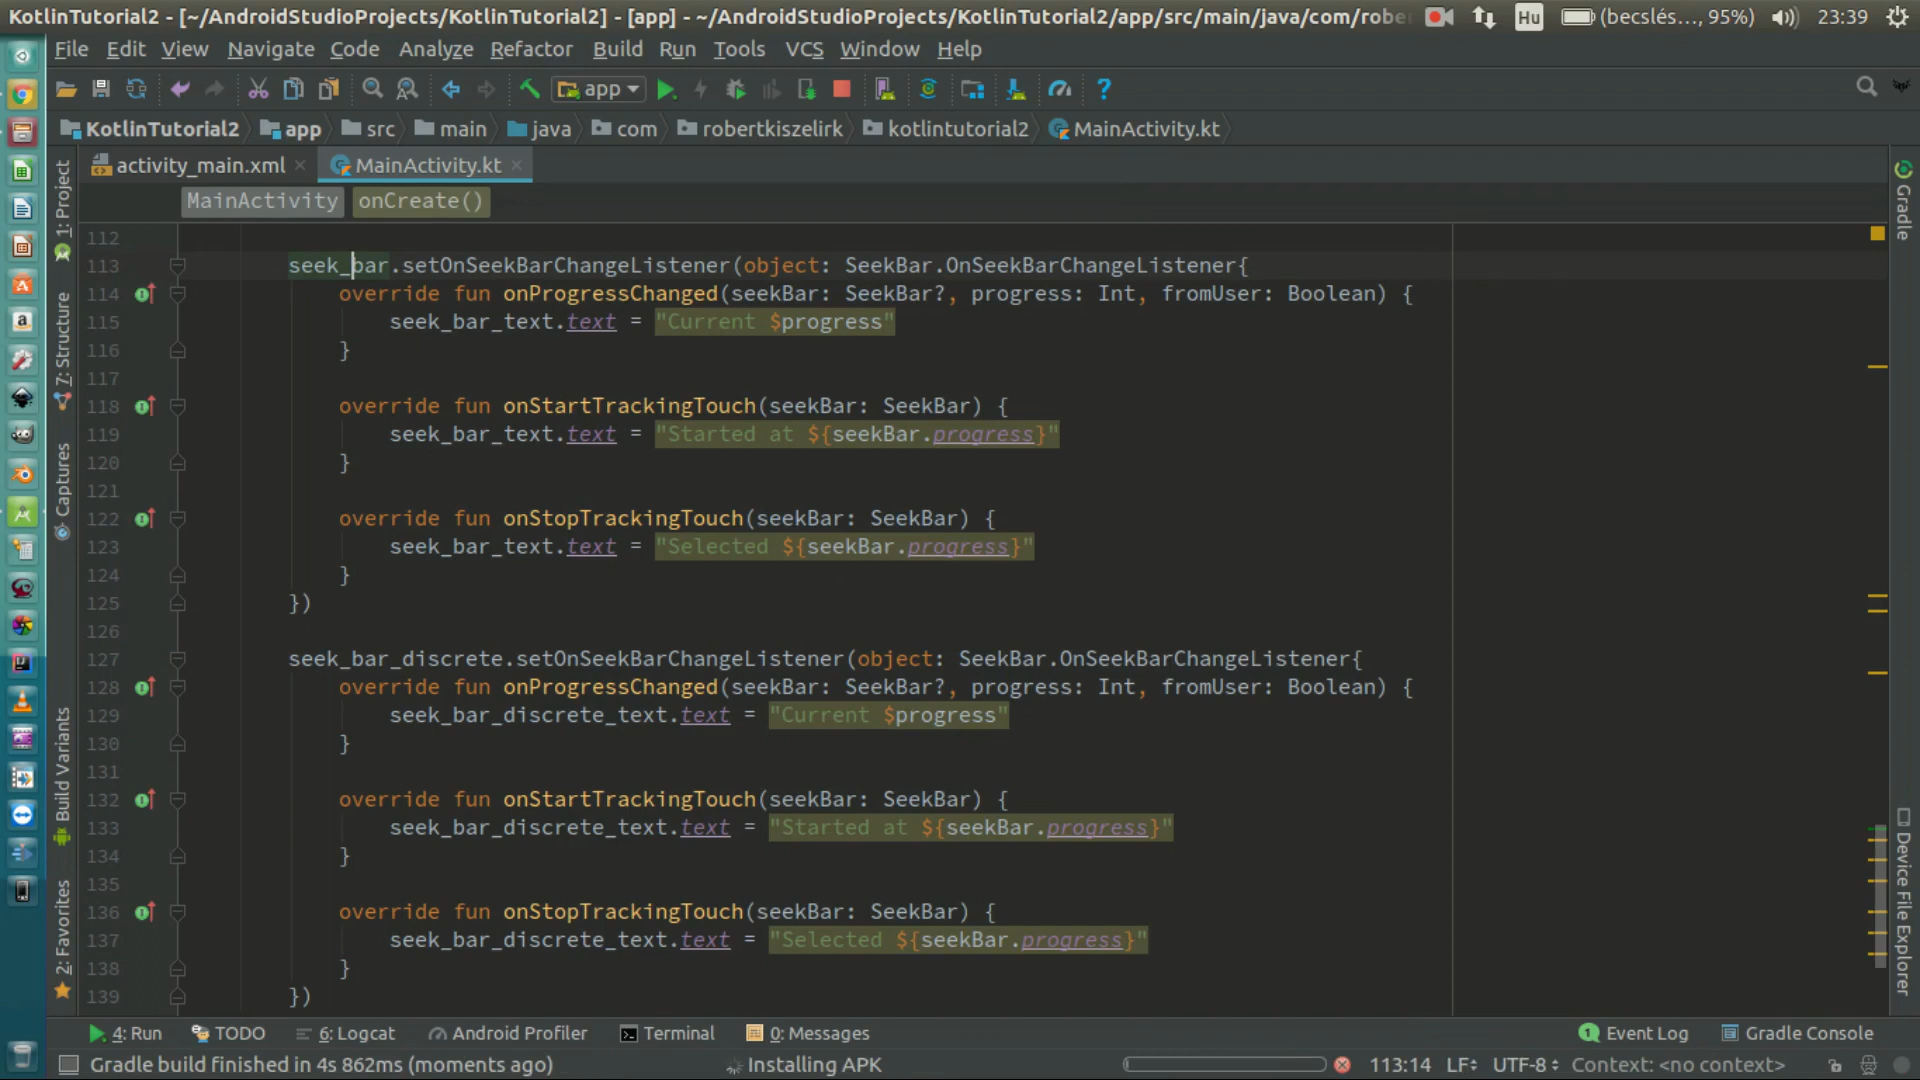 KotlinTutorial2 - [~/AndroidStudioProjects/KotlinTutorial2] - [app] - ~/AndroidStudioProjects/KotlinTutorial2/app/src/main/java/com/rober
Hu (becslés..., 95%) 23:39
File Edit View Navigate Code Analyze Refactor Build Run Tools VCS Window Help
app
KotlinTutorial2 app src main java com robertkiszelirk kotlintutorial2 MainActivity.kt
activity_main.xml MainActivity.kt
MainActivity onCreate()
1: Project
7: Structure
Captures
Build Variants
2: Favorites
Gradle
Device File Explorer
112
113 seek_bar.setOnSeekBarChangeListener(object: SeekBar.OnSeekBarChangeListener{
114 override fun onProgressChanged(seekBar: SeekBar?, progress: Int, fromUser: Boolean) {
115 seek_bar_text.text = "Current $progress"
116 }
117
118 override fun onStartTrackingTouch(seekBar: SeekBar) {
119 seek_bar_text.text = "Started at ${seekBar.progress}"
120 }
121
122 override fun onStopTrackingTouch(seekBar: SeekBar) {
123 seek_bar_text.text = "Selected ${seekBar.progress}"
124 }
125 })
126
127 seek_bar_discrete.setOnSeekBarChangeListener(object: SeekBar.OnSeekBarChangeListener{
128 override fun onProgressChanged(seekBar: SeekBar?, progress: Int, fromUser: Boolean) {
129 seek_bar_discrete_text.text = "Current $progress"
130 }
131
132 override fun onStartTrackingTouch(seekBar: SeekBar) {
133 seek_bar_discrete_text.text = "Started at ${seekBar.progress}"
134 }
135
136 override fun onStopTrackingTouch(seekBar: SeekBar) {
137 seek_bar_discrete_text.text = "Selected ${seekBar.progress}"
138 }
139 })
4: Run TODO 6: Logcat Android Profiler Terminal 0: Messages 1 Event Log Gradle Console
Gradle build finished in 4s 862ms (moments ago) Installing APK 113:14 LF UTF-8 Context: <no context>